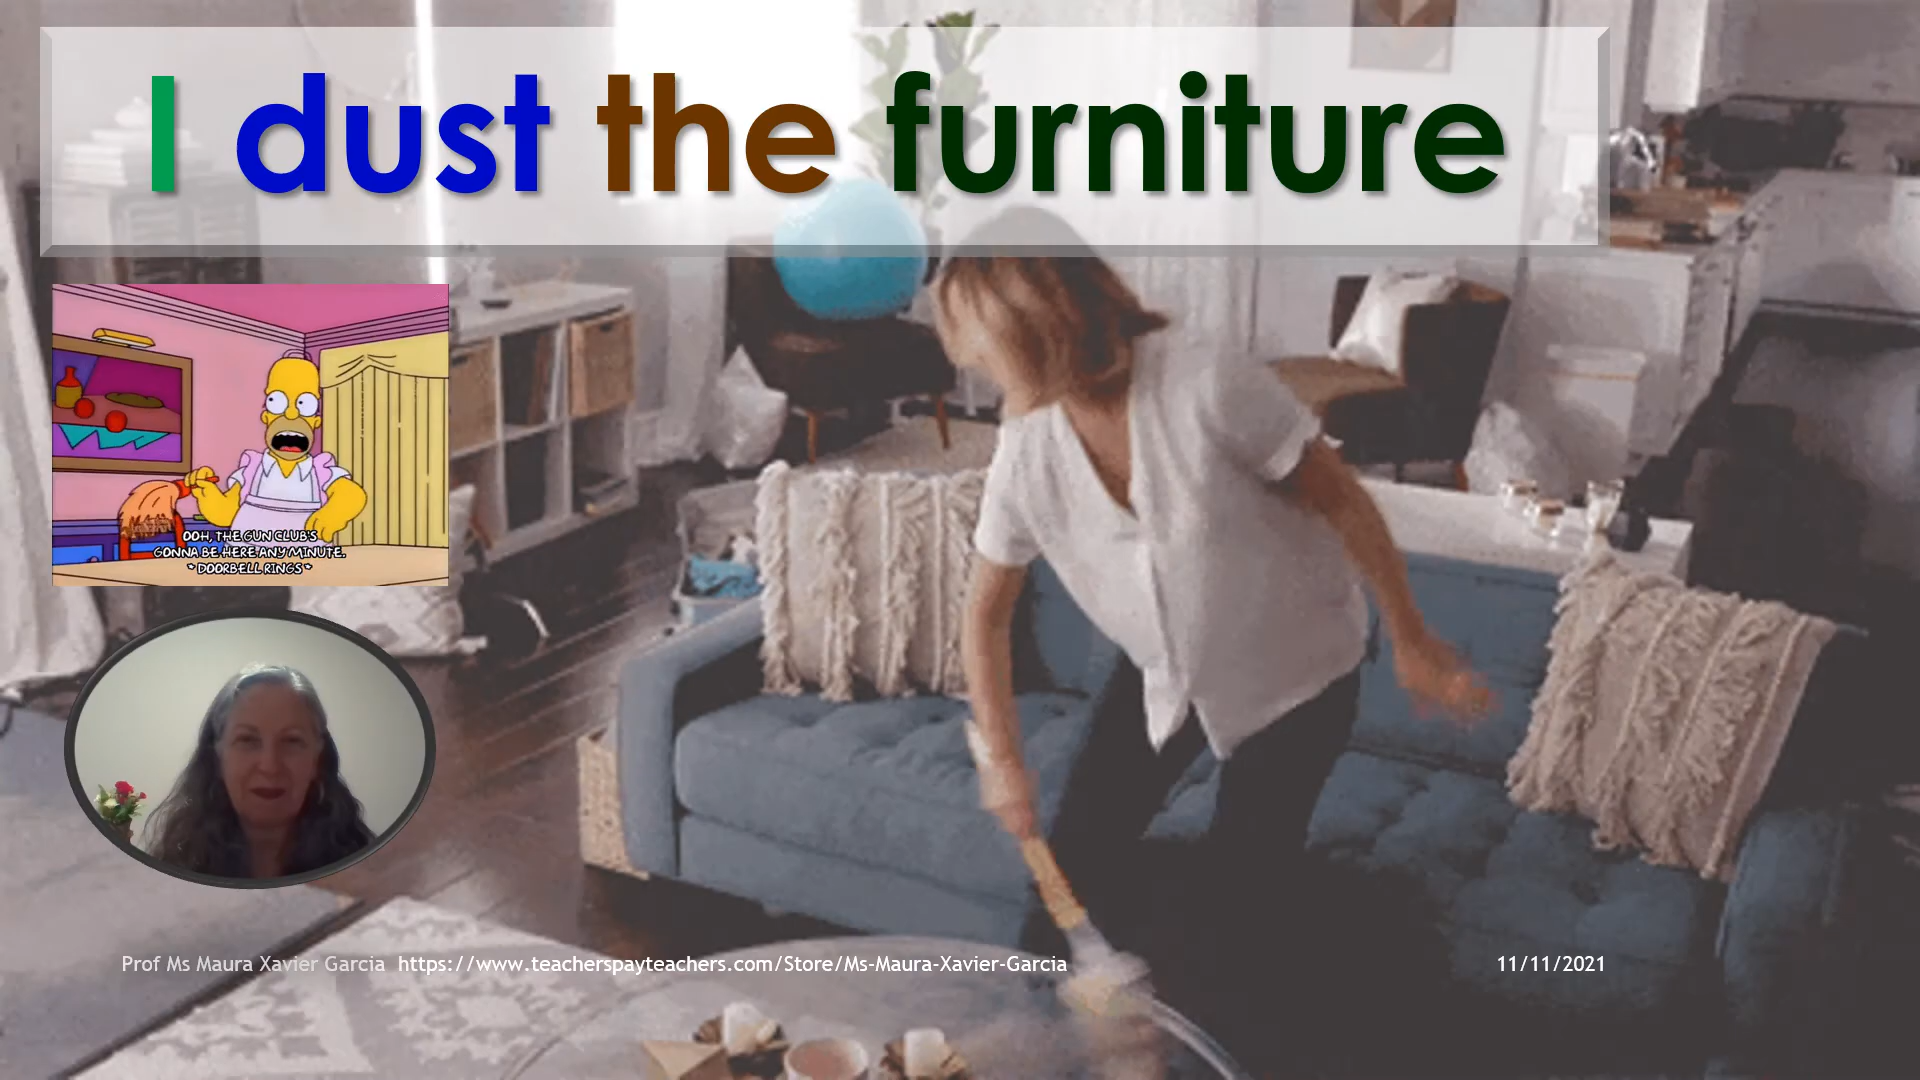 I dust the furniture
OOH, THE GUN CLUB'S
GONNA BE HERE ANY MINUTE.
* DOORBELL RINGS *
Prof Ms Maura Xavier Garcia https://www.teacherspayteachers.com/Store/Ms-Maura-Xavier-Garcia
11/11/2021